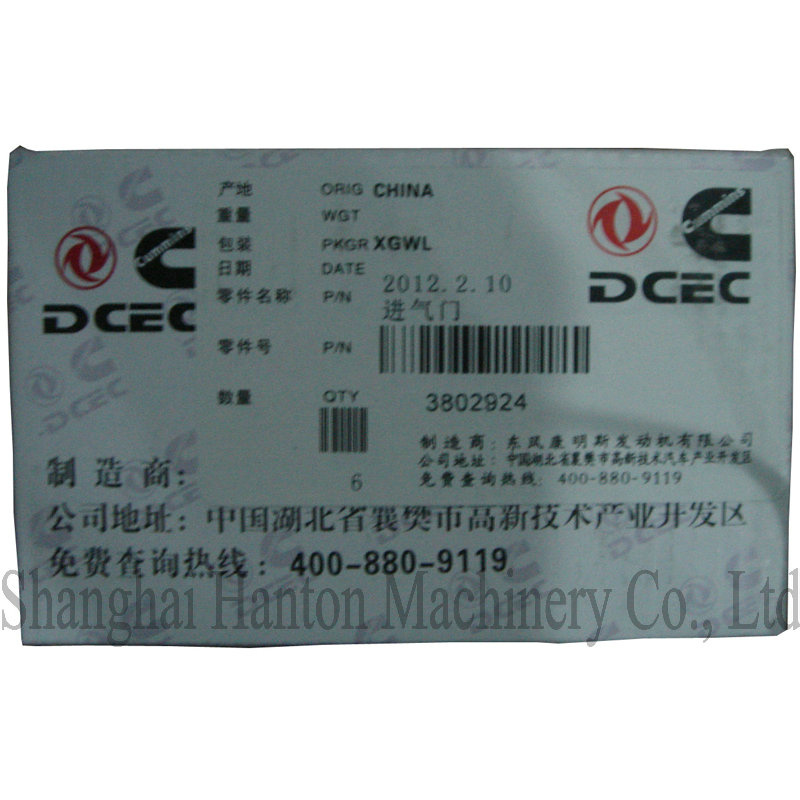 产地 ORIG CHINA
重量 WGT
包装 PKGR XGWL
日期 DATE 2012.2.10
零件名称 P/N 进气门
零件号 P/N
3802924
数量 QTY
6
Cummins
DCEC
Cummins
DCEC
制造商：东风康明斯发动机有限公司
公司地址：中国湖北省襄樊市高新技术汽车产业开发区
免费查询热线：400-880-9119
制造商：
公司地址：中国湖北省襄樊市高新技术产业开发区
免费查询热线：400-880-9119
Shanghai Hanton Machinery Co., Ltd